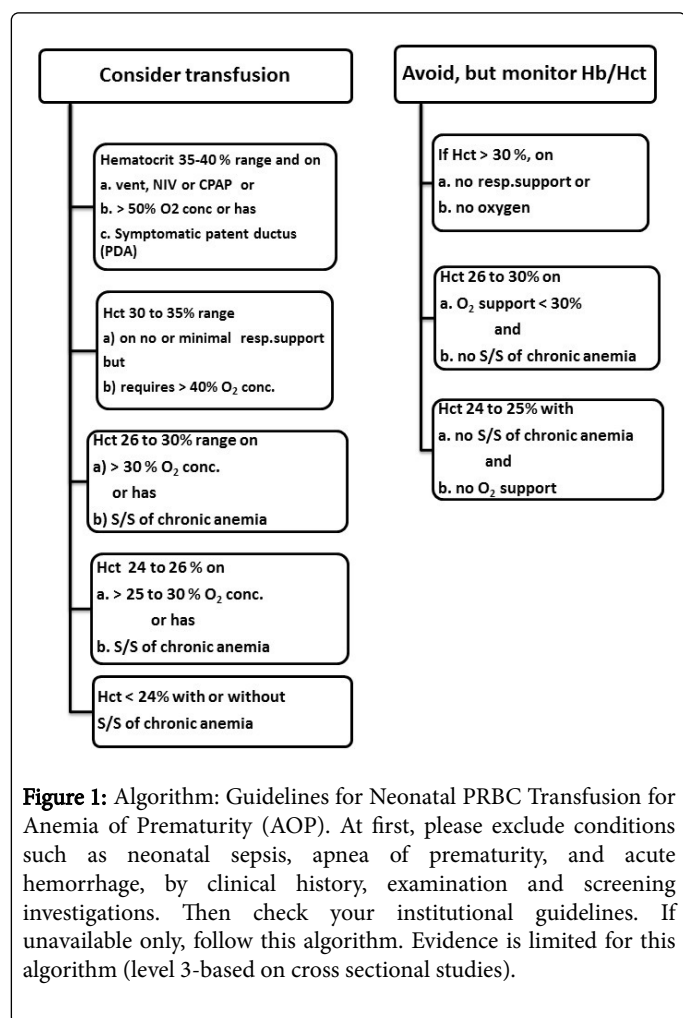 Consider transfusion
Hematocrit 35-40 % range and on
a. vent, NIV or CPAP or
b. > 50% O2 conc or has
c. Symptomatic patent ductus
(PDA)
Hct 30 to 35% range
a) on no or minimal resp.support
but
b) requires > 40% O₂ conc.
Hct 26 to 30% range on
a) > 30 % O₂ conc.
or has
b) S/S of chronic anemia
Hct 24 to 26 % on
a. > 25 to 30 % O₂ conc.
or has
b. S/S of chronic anemia
Hct < 24% with or without
S/S of chronic anemia
Avoid, but monitor Hb/Hct
If Hct > 30 %, on
a. no resp.support or
b. no oxygen
Hct 26 to 30% on
a. O₂ support < 30%
and
b. no S/S of chronic anemia
Hct 24 to 25% with
a. no S/S of chronic anemia
and
b. no O₂ support
Figure 1: Algorithm: Guidelines for Neonatal PRBC Transfusion for
Anemia of Prematurity (AOP). At first, please exclude conditions
such as neonatal sepsis, apnea of prematurity, and acute
hemorrhage, by clinical history, examination and screening
investigations. Then check your institutional guidelines. If
unavailable only, follow this algorithm. Evidence is limited for this
algorithm (level 3-based on cross sectional studies).